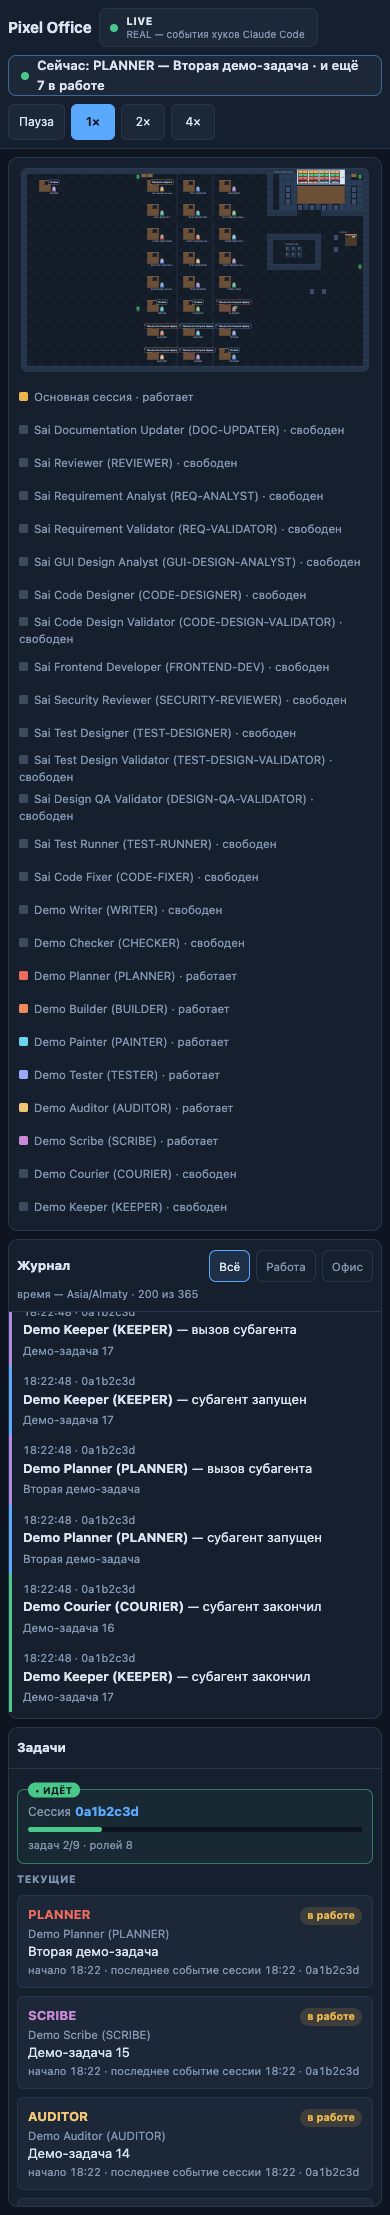 Pixel Office
LIVE
REAL — события хуков Claude Code
Сейчас: PLANNER — Вторая демо-задача · и ещё
7 в работе
Пауза
1×
2×
4×
Основная сессия · работает
Sai Documentation Updater (DOC-UPDATER) · свободен
Sai Reviewer (REVIEWER) · свободен
Sai Requirement Analyst (REQ-ANALYST) · свободен
Sai Requirement Validator (REQ-VALIDATOR) · свободен
Sai GUI Design Analyst (GUI-DESIGN-ANALYST) · свободен
Sai Code Designer (CODE-DESIGNER) · свободен
Sai Code Design Validator (CODE-DESIGN-VALIDATOR) ·
свободен
Sai Frontend Developer (FRONTEND-DEV) · свободен
Sai Security Reviewer (SECURITY-REVIEWER) · свободен
Sai Test Designer (TEST-DESIGNER) · свободен
Sai Test Design Validator (TEST-DESIGN-VALIDATOR) ·
свободен
Sai Design QA Validator (DESIGN-QA-VALIDATOR) ·
свободен
Sai Test Runner (TEST-RUNNER) · свободен
Sai Code Fixer (CODE-FIXER) · свободен
Demo Writer (WRITER) · свободен
Demo Checker (CHECKER) · свободен
Demo Planner (PLANNER) · работает
Demo Builder (BUILDER) · работает
Demo Painter (PAINTER) · работает
Demo Tester (TESTER) · работает
Demo Auditor (AUDITOR) · работает
Demo Scribe (SCRIBE) · работает
Demo Courier (COURIER) · свободен
Demo Keeper (KEEPER) · свободен
Журнал
Всё
Работа
Офис
время — Asia/Almaty · 200 из 365
18:22:48 · 0a1b2c3d
Demo Keeper (KEEPER) — вызов субагента
Демо-задача 17
18:22:48 · 0a1b2c3d
Demo Keeper (KEEPER) — субагент запущен
Демо-задача 17
18:22:48 · 0a1b2c3d
Demo Planner (PLANNER) — вызов субагента
Вторая демо-задача
18:22:48 · 0a1b2c3d
Demo Planner (PLANNER) — субагент запущен
Вторая демо-задача
18:22:48 · 0a1b2c3d
Demo Courier (COURIER) — субагент закончил
Демо-задача 16
18:22:48 · 0a1b2c3d
Demo Keeper (KEEPER) — субагент закончил
Демо-задача 17
Задачи
• ИДЁТ
Сессия 0a1b2c3d
задач 2/9 · ролей 8
ТЕКУЩИЕ
PLANNER
в работе
Demo Planner (PLANNER)
Вторая демо-задача
начало 18:22 · последнее событие сессии 18:22 · 0a1b2c3d
SCRIBE
в работе
Demo Scribe (SCRIBE)
Демо-задача 15
начало 18:22 · последнее событие сессии 18:22 · 0a1b2c3d
AUDITOR
в работе
Demo Auditor (AUDITOR)
Демо-задача 14
начало 18:22 · последнее событие сессии 18:22 · 0a1b2c3d